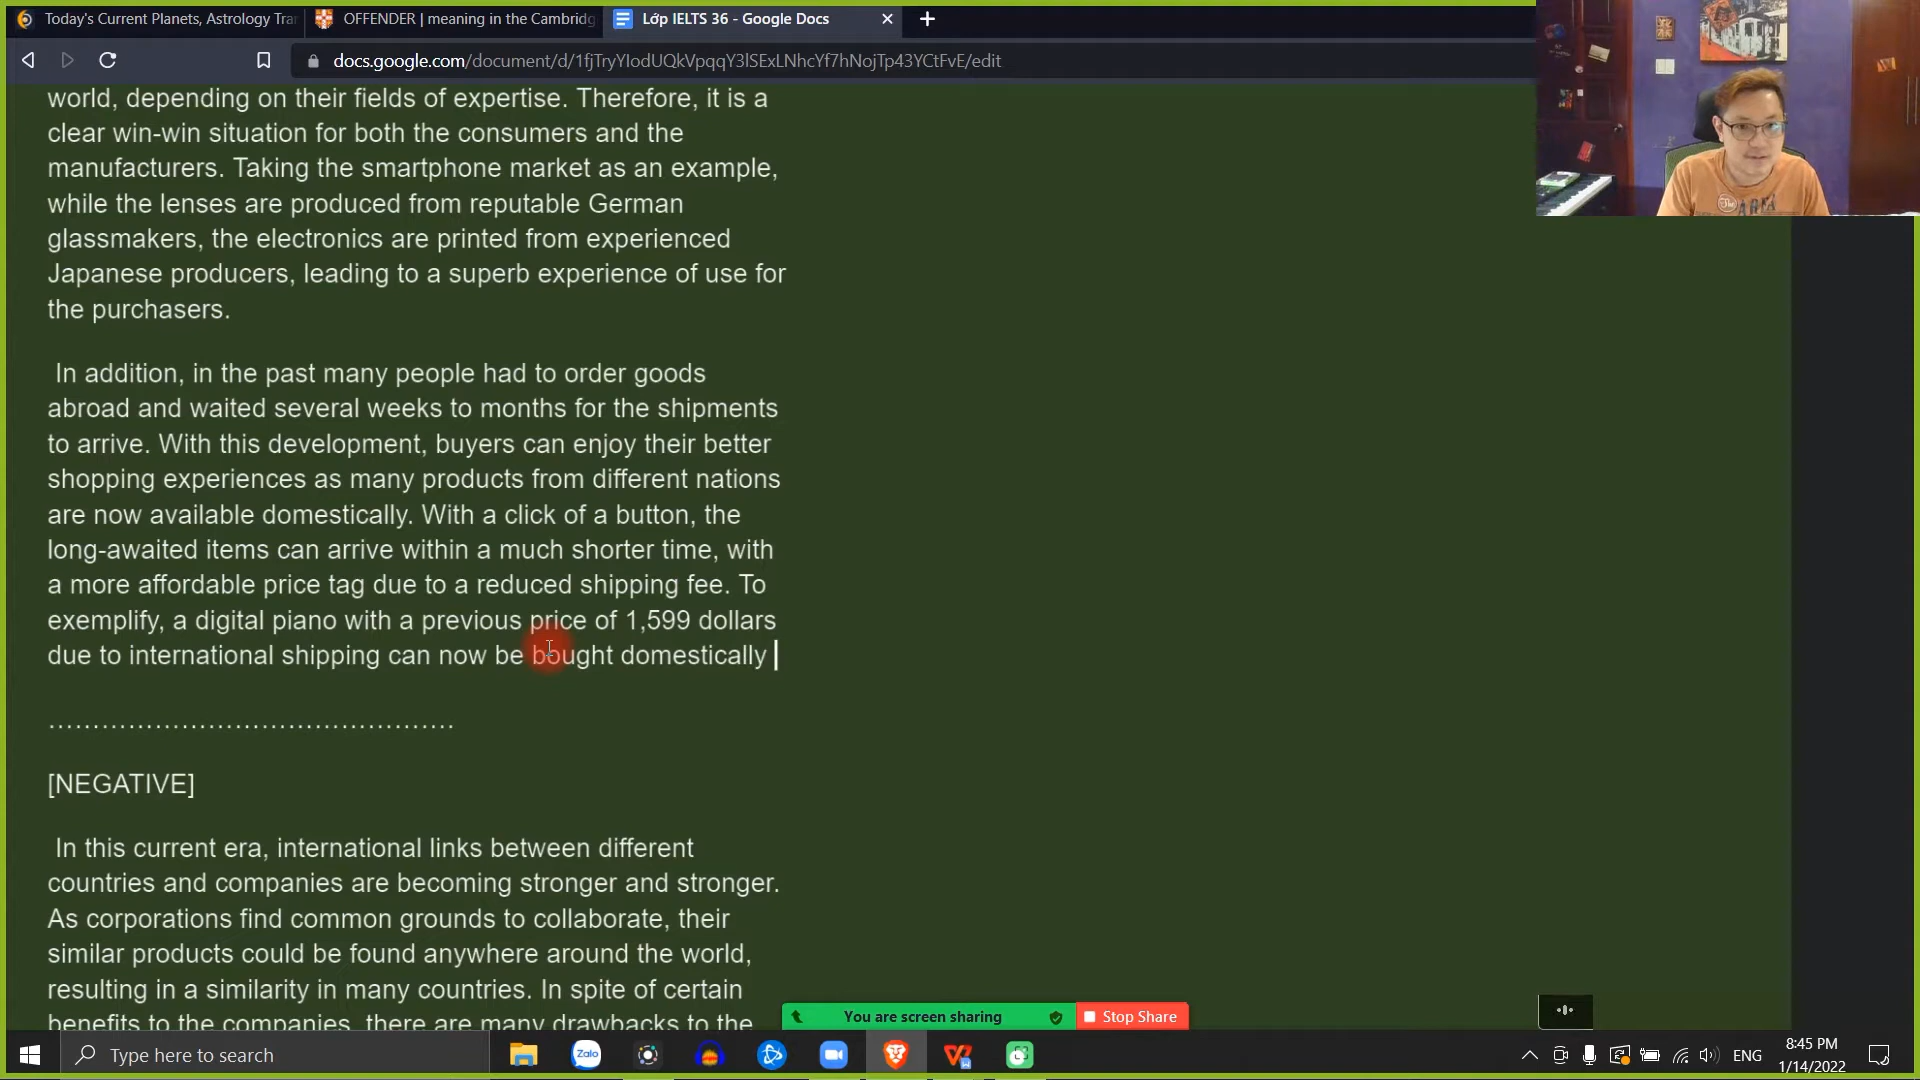 Today's Current Planets, Astrology Tra
OFFENDER | meaning in the Cambridg
Lớp IELTS 36 - Google Docs
docs.google.com/document/d/1fjTryYIodUQkVpqqY3lSExLNhcYf7hNojTp43YCtFvE/edit
world, depending on their fields of expertise. Therefore, it is a
clear win-win situation for both the consumers and the
manufacturers. Taking the smartphone market as an example,
while the lenses are produced from reputable German
glassmakers, the electronics are printed from experienced
Japanese producers, leading to a superb experience of use for
the purchasers.
In addition, in the past many people had to order goods
abroad and waited several weeks to months for the shipments
to arrive. With this development, buyers can enjoy their better
shopping experiences as many products from different nations
are now available domestically. With a click of a button, the
long-awaited items can arrive within a much shorter time, with
a more affordable price tag due to a reduced shipping fee. To
exemplify, a digital piano with a previous price of 1,599 dollars
due to international shipping can now be bought domestically
………………………………………
[NEGATIVE]
In this current era, international links between different
countries and companies are becoming stronger and stronger.
As corporations find common grounds to collaborate, their
similar products could be found anywhere around the world,
resulting in a similarity in many countries. In spite of certain
benefits to the companies, there are many drawbacks to the
You are screen sharing
Stop Share
Type here to search
Zalo
ENG
8:45 PM
1/14/2022